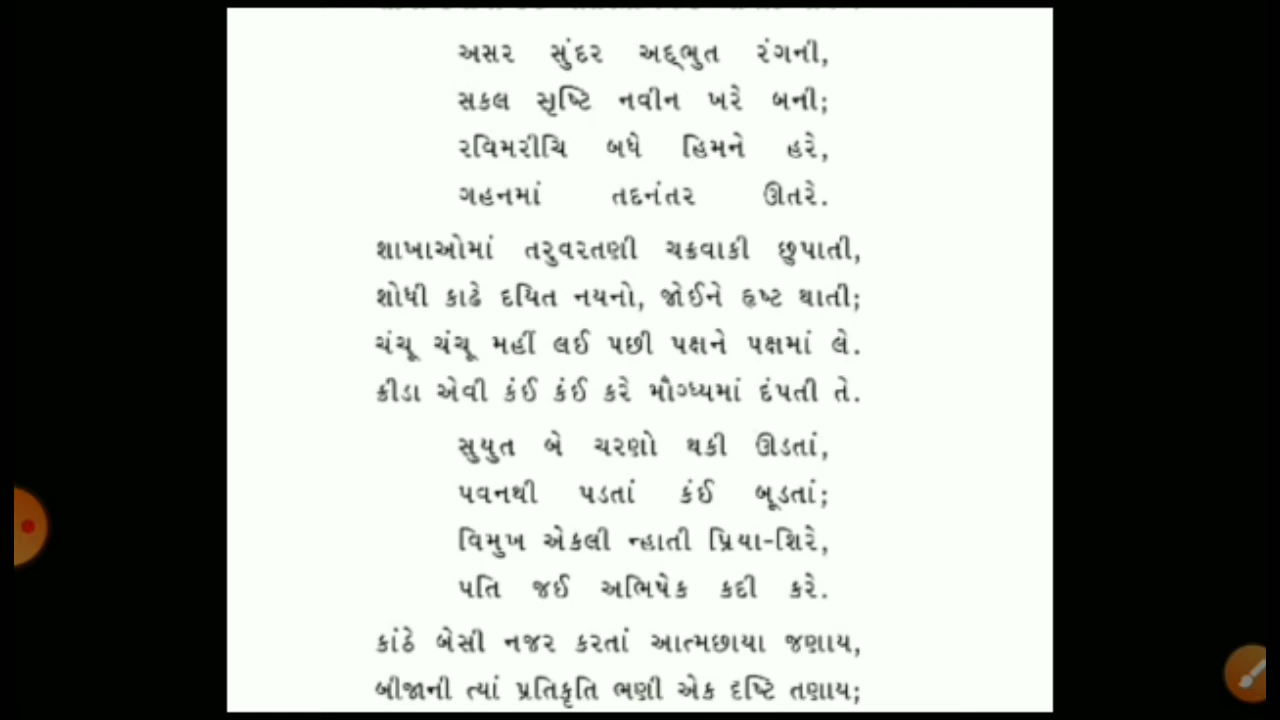 અસર સુંદર અદ્ભુત રંગની,
સકલ સૃષ્ટિ નવીન ખરે બની;
રવિમરીચિ બધે હિમને હરે,
ગહનમાં તદનંતર ઊતરે.
શાખાઓમાં તરુવરતણી ચક્રવાકી છુપાતી,
શોધી કાઢે દયિત નયનો, જોઈને હૃષ્ટ થાતી;
ચંચૂ ચંચૂ મહીં લઈ પછી પક્ષને પક્ષમાં લે.
ક્રીડા એવી કંઈ કંઈ કરે મૌગ્ધ્યમાં દંપતી તે.
સુયુત બે ચરણો થકી ઊડતાં,
પવનથી પડતાં કંઈ બૂડતાં;
વિમુખ એકલી ન્હાતી પ્રિયા-શિરે,
પતિ જઈ અભિષેક કદી કરે.
કાંઠે બેસી નજર કરતાં આત્મછાયા જણાય,
બીજાની ત્યાં પ્રતિકૃતિ ભણી એક દૃષ્ટિ તણાય;